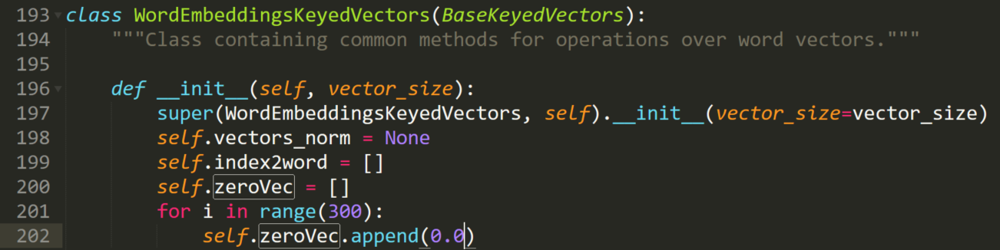 193 class WordEmbeddingsKeyedVectors(BaseKeyedVectors):
194     """Class containing common methods for operations over word vectors."""
195
196     def __init__(self, vector_size):
197         super(WordEmbeddingsKeyedVectors, self).__init__(vector_size=vector_size)
198         self.vectors_norm = None
199         self.index2word = []
200         self.zeroVec = []
201         for i in range(300):
202             self.zeroVec.append(0.0)